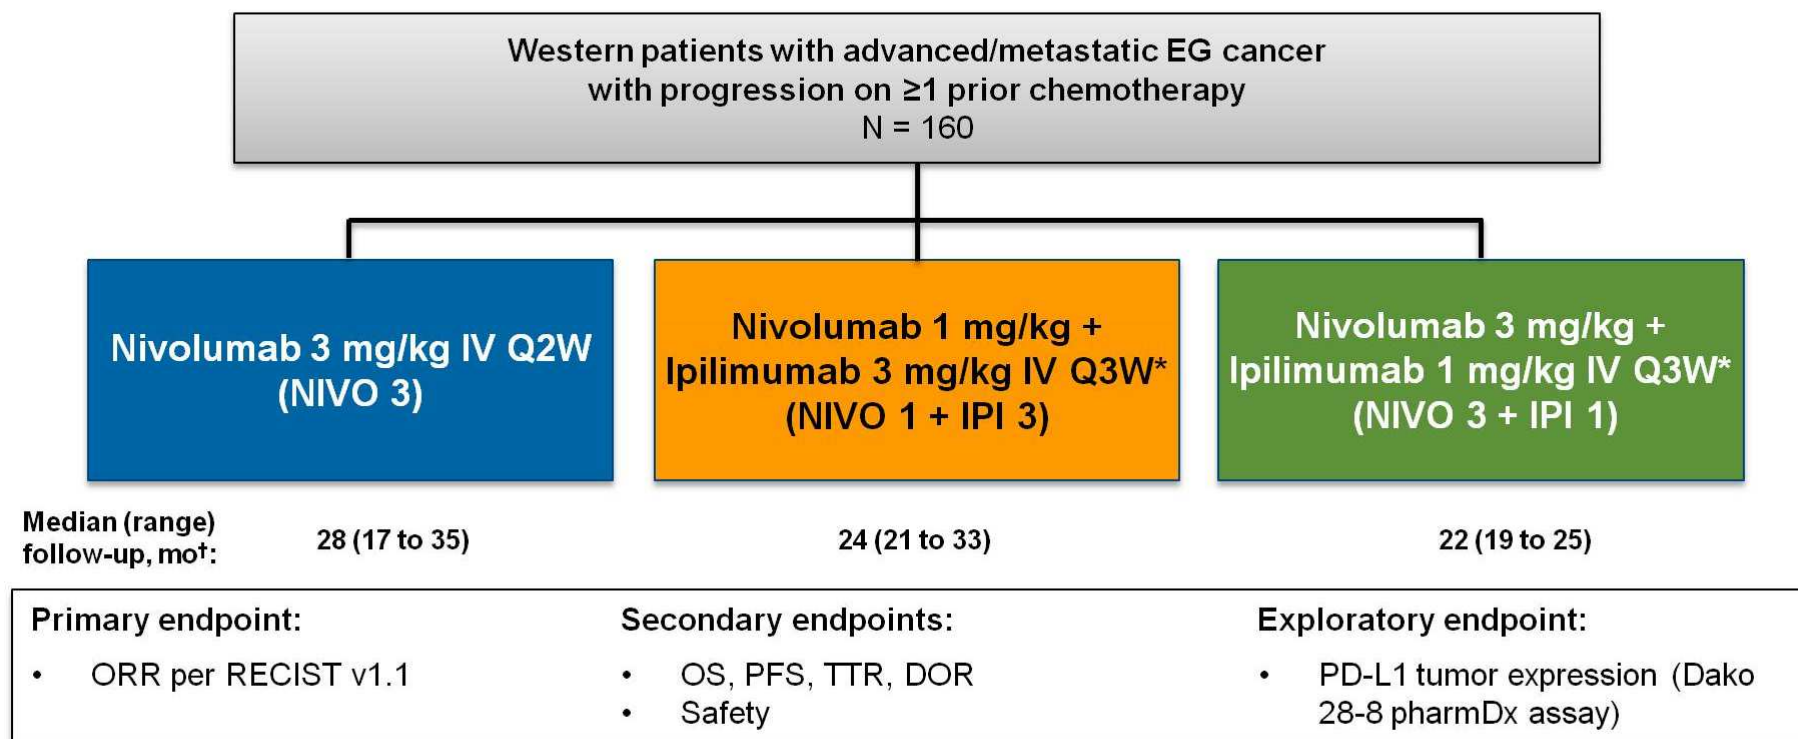 Western patients with advanced/metastatic EG cancer
with progression on ≥1 prior chemotherapy
N = 160
Nivolumab 3 mg/kg IV Q2W
(NIVO 3)
Nivolumab 1 mg/kg +
Ipilimumab 3 mg/kg IV Q3W*
(NIVO 1 + IPI 3)
Nivolumab 3 mg/kg +
Ipilimumab 1 mg/kg IV Q3W*
(NIVO 3 + IPI 1)
Median (range)
follow-up, mo†:
28 (17 to 35)
24 (21 to 33)
22 (19 to 25)
Primary endpoint:
• ORR per RECIST v1.1
Secondary endpoints:
• OS, PFS, TTR, DOR
• Safety
Exploratory endpoint:
• PD-L1 tumor expression (Dako
28-8 pharmDx assay)